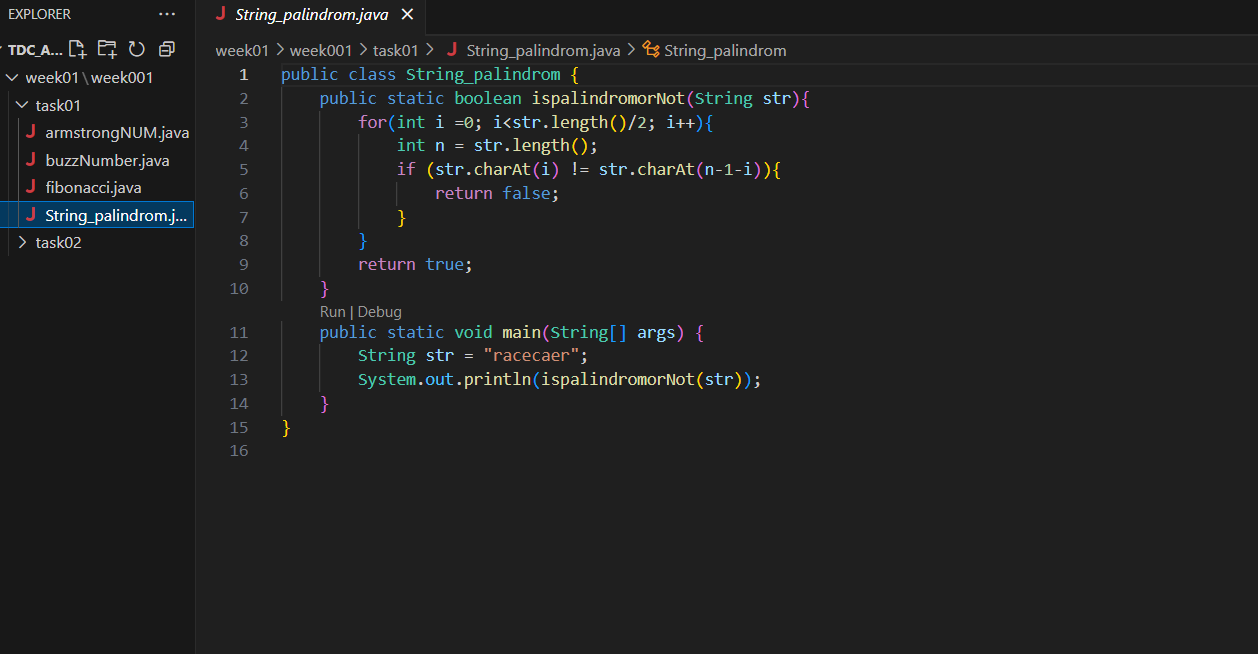 EXPLORER ...
TDC_A...
week01\week001
task01
J armstrongNUM.java
J buzzNumber.java
J fibonacci.java
J String_palindrom.j...
task02
J String_palindrom.java ×
week01 > week001 > task01 > J String_palindrom.java > String_palindrom
1 public class String_palindrom {
2     public static boolean ispalindromorNot(String str){
3         for(int i =0; i<str.length()/2; i++){
4             int n = str.length();
5             if (str.charAt(i) != str.charAt(n-1-i)){
6                 return false;
7             }
8         }
9         return true;
10     }
Run | Debug
11     public static void main(String[] args) {
12         String str = "racecaer";
13         System.out.println(ispalindromorNot(str));
14     }
15 }
16